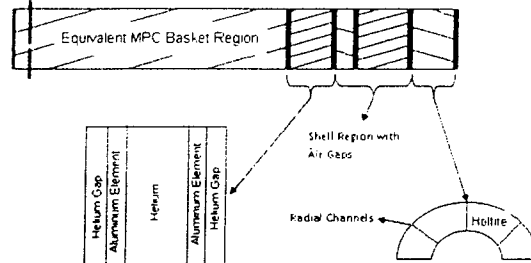 Equivalent MPC Basket Region
Shell Region with
Air Gaps
Helium Gap
Aluminum Element
Helium
Aluminum Element
Helium Gap
Radial Channels
Holtite